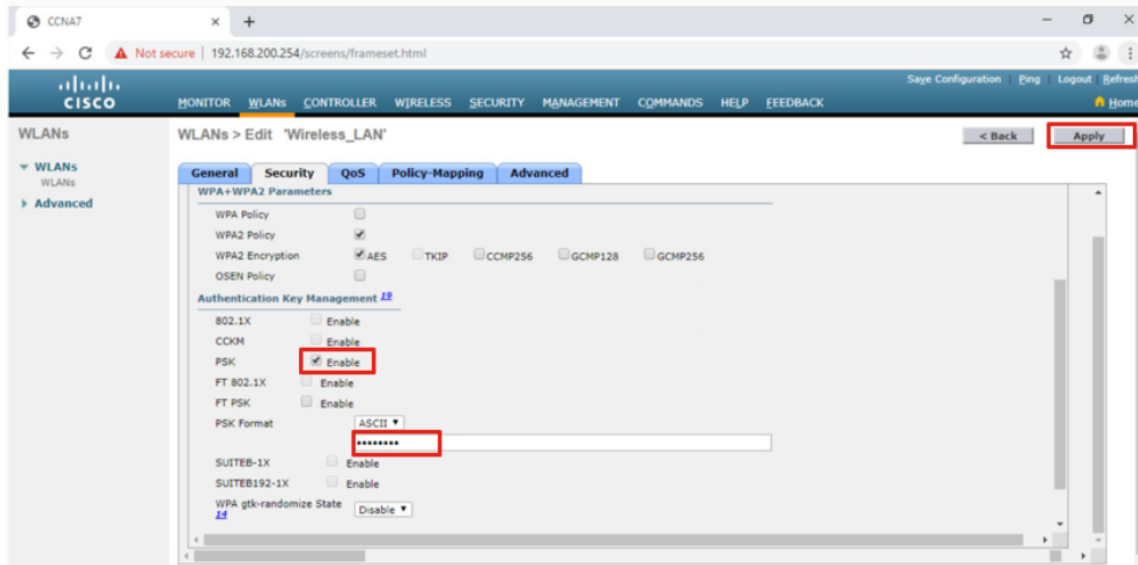 CCNA7
Not secure | 192.168.200.254/screens/frameset.html
Save Configuration | Ping | Logout | Refresh
CISCO
MONITOR WLANs CONTROLLER WIRELESS SECURITY MANAGEMENT COMMANDS HELP FEEDBACK
Home
WLANs
WLANs > Edit 'Wireless_LAN'
< Back
Apply
WLANs
WLANs
Advanced
General Security QoS Policy-Mapping Advanced
WPA+WPA2 Parameters
WPA Policy
WPA2 Policy
WPA2 Encryption AES TKIP CCMP256 GCMP128 GCMP256
OSEN Policy
Authentication Key Management 19
802.1X Enable
CCKM Enable
PSK Enable
FT 802.1X Enable
FT PSK Enable
PSK Format ASCII
••••••••
SUITEB-1X Enable
SUITEB192-1X Enable
WPA gtk-randomize State Disable
14